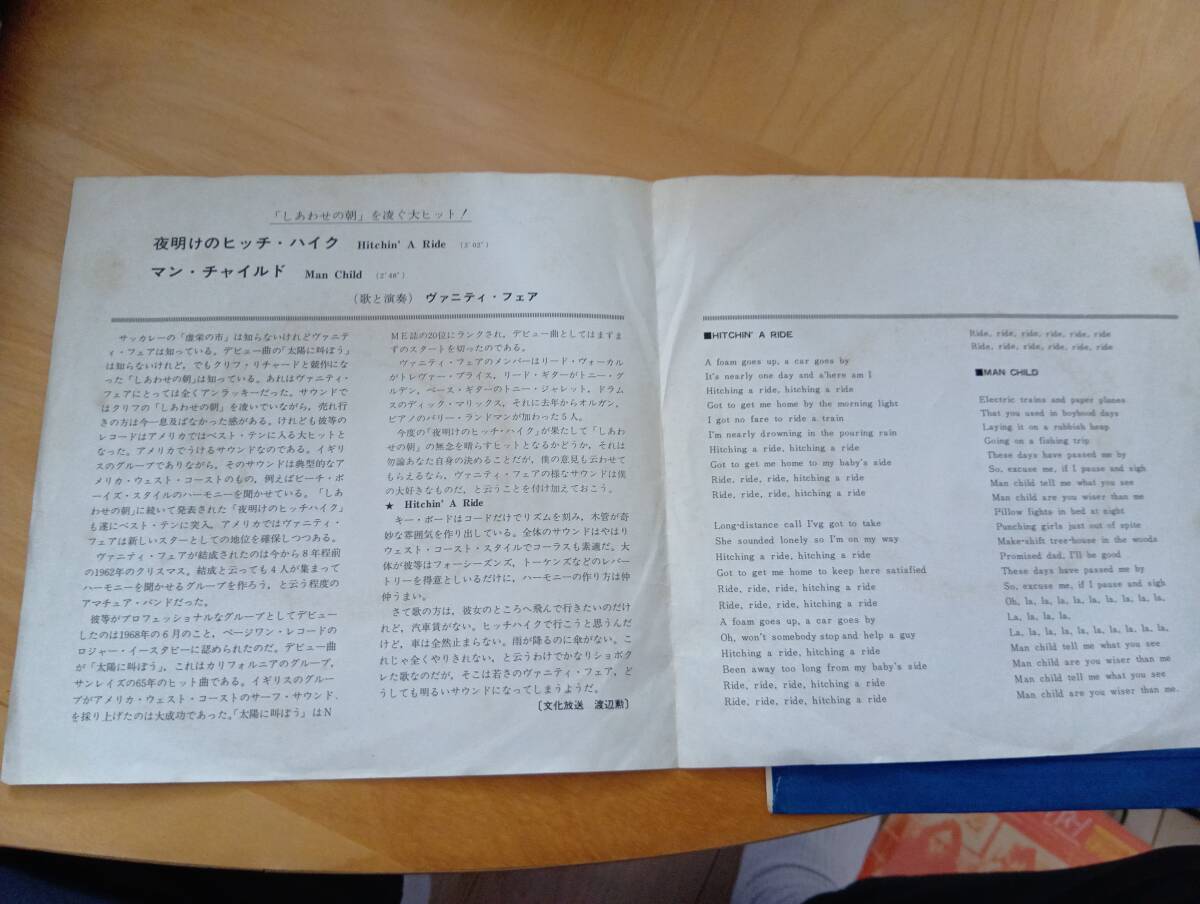 「しあわせの朝」を凌ぐ大ヒット！
夜明けのヒッチ・ハイク Hitchin' A Ride
マン・チャイルド Man Child
(歌と演奏) ヴァニティ・フェア
サッカレーの「虚栄の市」は知らないけれどヴァニテ
ィ・フェアは知っている。デビュー曲の「太陽に叫ぼう」
は知らないけれど，でもクリフ・リチャードと競作にな
った「しあわせの朝」は知っている。あれはヴァニティ・
フェアにとっては全くアンラッキーだった。サウンドで
はクリフの「しあわせの朝」を凌いでいながら，売れ行
きの方は今一息及ばなかった感がある。けれども彼等の
レコードはアメリカではベスト・テンに入る大ヒットと
なった。アメリカでうけるサウンドなのである。イギリ
スのグループでありながら，そのサウンドは典型的なア
メリカ・ウェスト・コーストのもの，例えばビーチ・ボ
ーイズ・スタイルのハーモニーを聞かせている。「しあ
わせの朝」に続いて発表された「夜明けのヒッチハイク」
も遂にベスト・テンに突入，アメリカではヴァニティ・
フェアは新しいスターとしての地位を確保しつつある。
ヴァニティ・フェアが結成されたのは今から8年程前
の1962年のクリスマス。結成と云っても4人が集まって
ハーモニーを聞かせるグループを作ろう，と云う程度の
アマチュア・バンドだった。
彼等がプロフェッショナルなグループとしてデビュー
したのは1968年の6月のこと，ページワン・レコードの
ロジャー・イースタビに認められたのだ。デビュー曲
が「太陽に叫ぼう」，これはカリフォルニアのグループ，
サンレイズの65年のヒット曲である。イギリスのグルー
プがアメリカ・ウェスト・コーストのサーフ・サウンド
を採り上げたのは大成功であった。「太陽に叫ぼう」はN
ME誌の20位にランクされ，デビュー曲としてはまずま
ずのスタートを切ったのである。
ヴァニティ・フェアのメンバーはリード・ヴォーカル
がトレヴァー・ブライス，リード・ギターがトニー・グ
ルデン，ベース・ギターのトニー・ジャレット，ドラム
スのディック・マリックス，それに去年からオルガン，
ピアノのバリー・ランドマンが加わった5人。
今度の「夜明けのヒッチ・ハイク」が果たして「しあわ
せの朝」の無念を晴らすヒットとなるかどうか，それは
勿論あなた自身の決めることだが，僕の意見も云わせて
もらえるなら，ヴァニティ・フェアの様なサウンドは僕
の大好きなものだ，と云うことを付け加えておこう。
★ Hitchin' A Ride
キー・ボードはコードだけでリズムを刻み，木管が奇
妙な雰囲気を作り出している。全体のサウンドはやはり
ウェスト・コースト・スタイルでコーラスも素適だ。大
体が彼等はフォーシーズンズ，トーケンズなどのレパー
トリーを得意としいるだけに，ハーモニーの作り方は仲
仲うまい。
さて歌の方は，彼女のところへ飛んで行きたいのだけ
れど，汽車賃がない。ヒッチハイクで行こうと思うんだ
けど，車は全然止まらない。雨が降るのに傘がない。こ
れじゃ全くやりきれない，と云うわけでかなりショボク
レた歌なのだが，そこは若さのヴァニティ・フェア，ど
うしても明るいサウンドになってしまうようだ。
〔文化放送 渡辺勲〕
■HITCHIN' A RIDE
A foam goes up, a car goes by
It's nearly one day and a'here am I
Hitching a ride, hitching a ride
Got to get me home by the morning light
I got no fare to ride a train
I'm nearly drowning in the pouring rain
Hitching a ride, hitching a ride
Got to get me home to my baby's side
Ride, ride, ride, hitching a ride
Ride, ride, ride, hitching a ride
Long-distance call I'vg got to take
She sounded lonely so I'm on my way
Hitching a ride, hitching a ride
Got to get me home to keep here satisfied
Ride, ride, ride, hitching a ride
Ride, ride, ride, hitching a ride
A foam goes up, a car goes by
Oh, won't somebody stop and help a guy
Hitching a ride, hitching a ride
Been away too long from my baby's side
Ride, ride, ride, hitching a ride
Ride, ride, ride, hitching a ride
Ride, ride, ride, ride, ride, ride
Ride, ride, ride, ride, ride, ride
■MAN CHILD
Electric trains and paper planes
That you used in boyhood days
Laying it on a rubbish heap
Going on a fishing trip
These days have passed me by
So, excuse me, if I pause and sigh
Man child tell me what you see
Man child are you wiser than me
Pillow fights in bed at night
Punching girls just out of spite
Make-shift tree-house in the woods
Promised dad, I'll be good
These days have passed me by
So, excuse me, if I pause and sigh
Oh, la, la, la, la, la, la, la, la, la,
La, la, la, la,
La, la, la, la, la, la, la, la, la, la,
Man child tell me what you see
Man child are you wiser than me
Man child tell me what you see
Man child are you wiser than me.